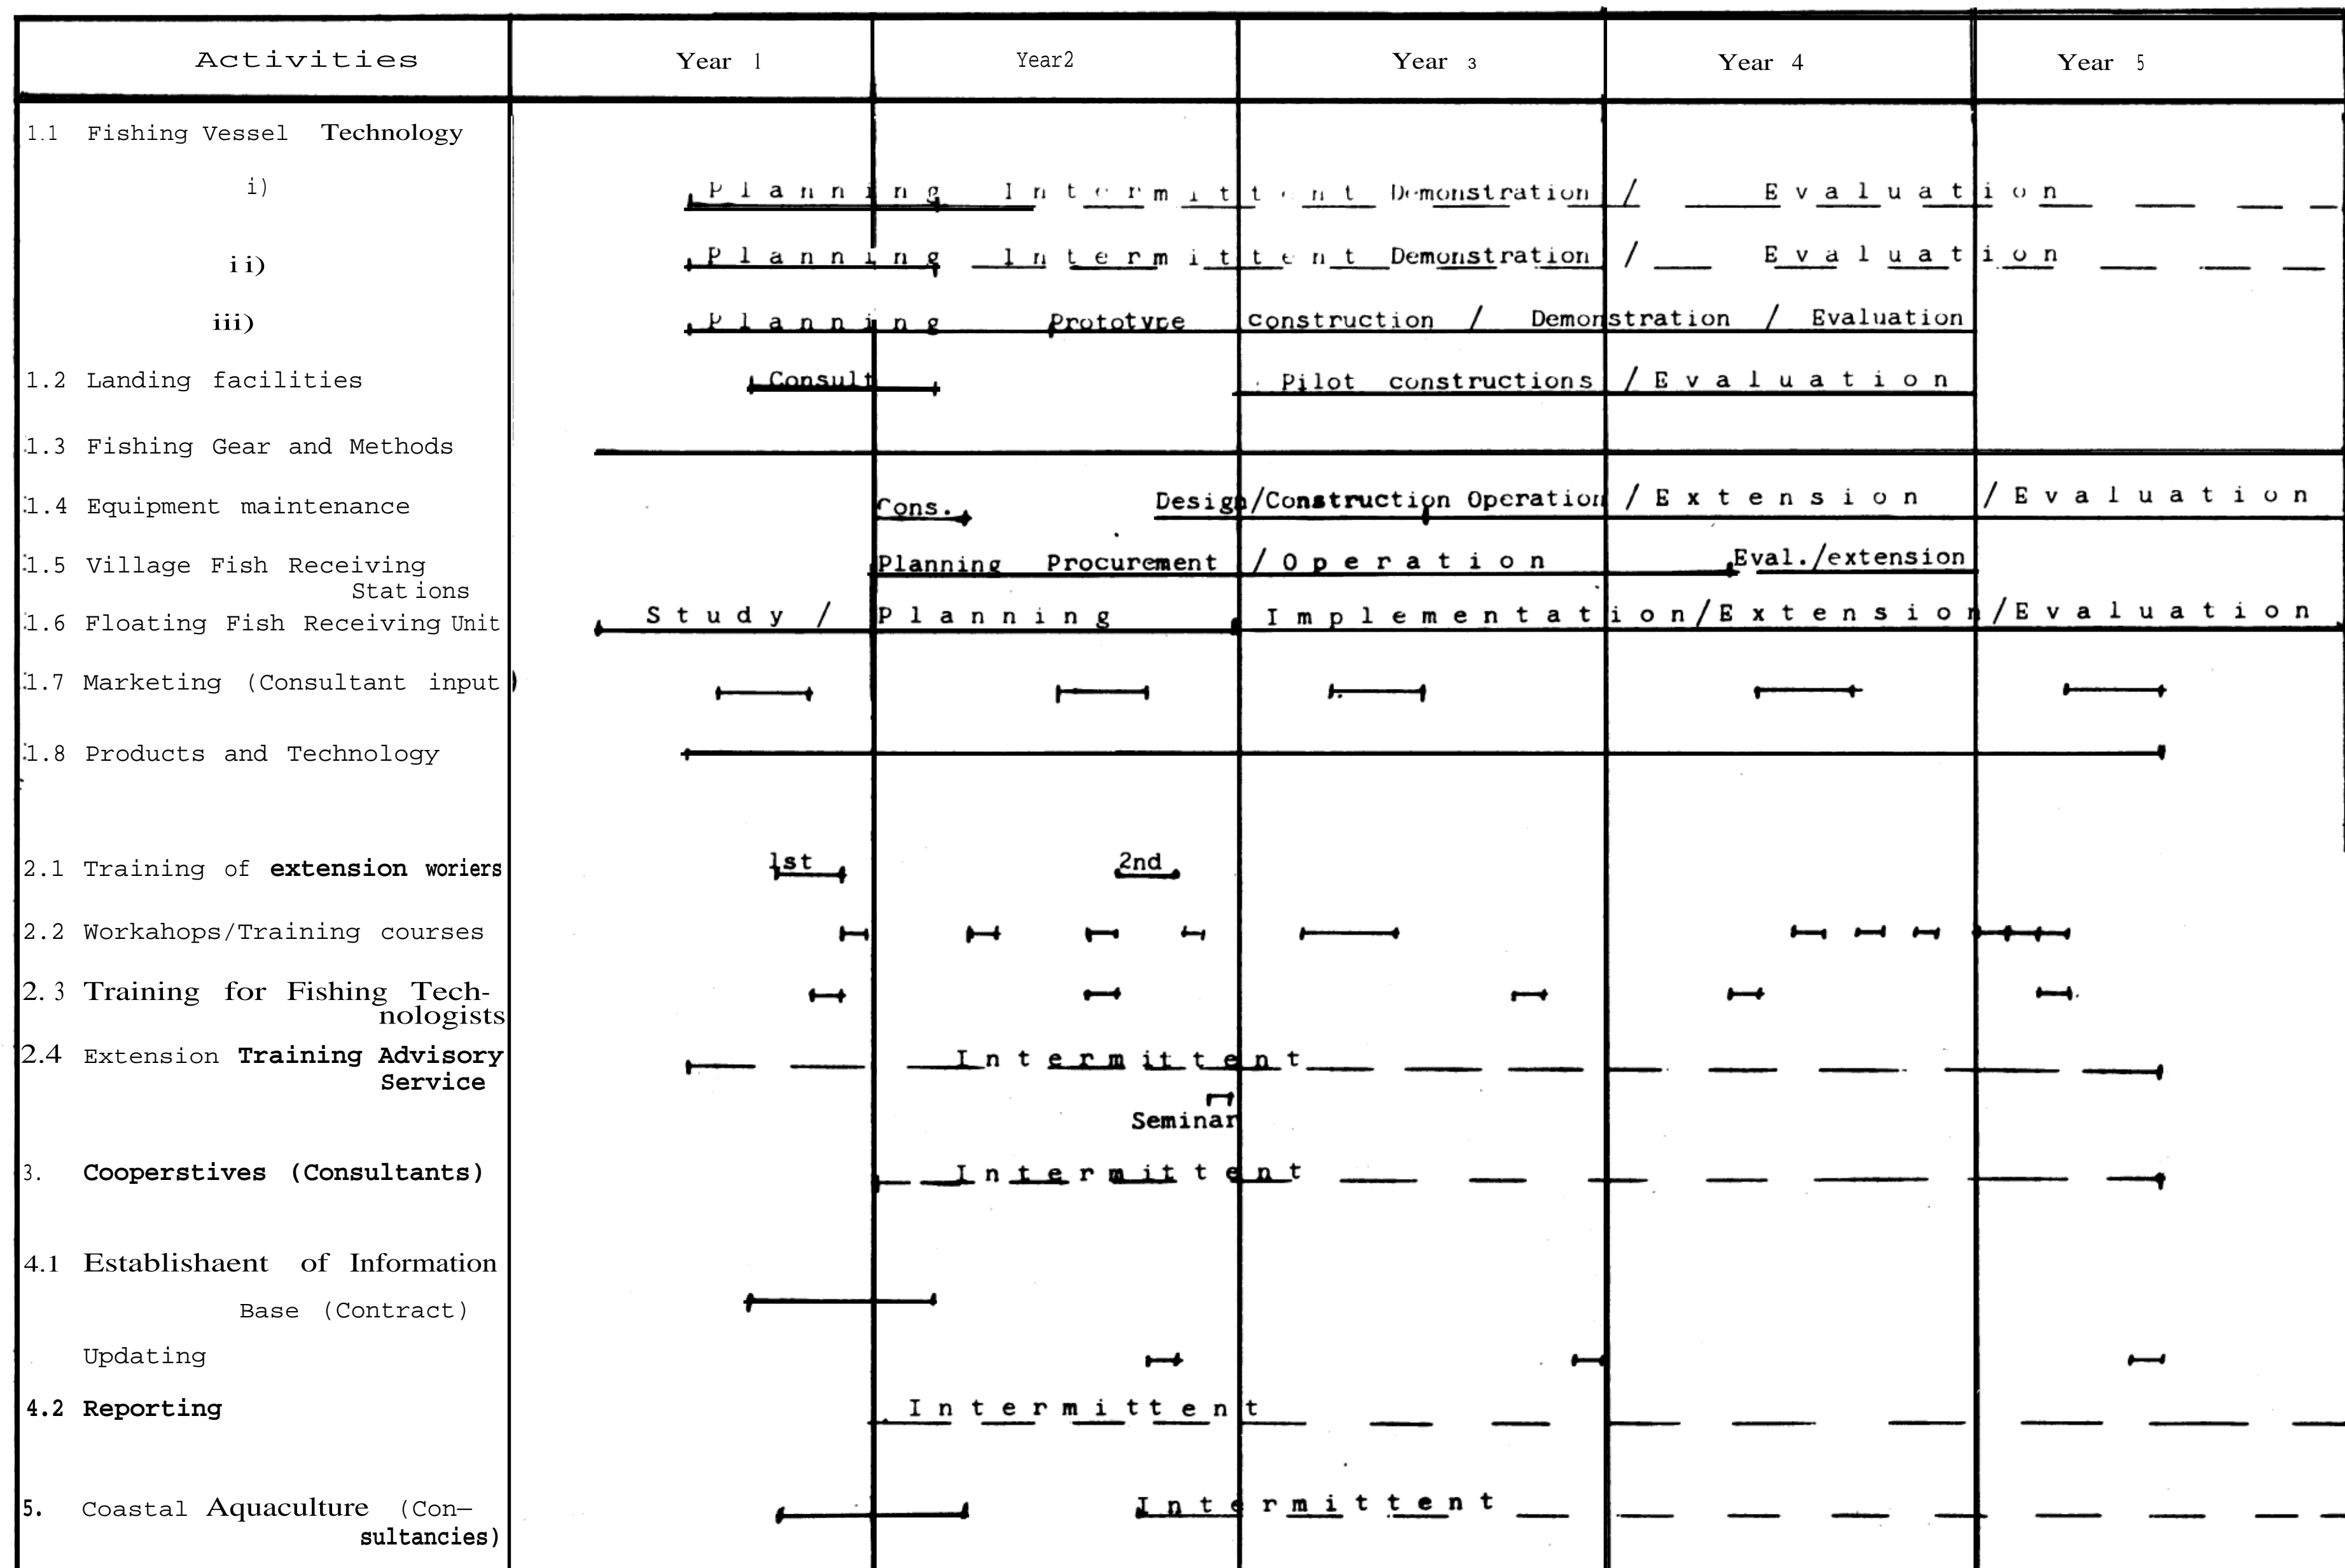 Activities Year 1 Year2 Year 3 Year 4 Year 5
1.1 Fishing Vessel Technology
i) Planning Intermittent Demonstration / Evaluation
ii) Planning Intermittent Demonstration / Evaluation
iii) Planning Prototype construction / Demonstration / Evaluation
1.2 Landing facilities Consult Pilot constructions / Evaluation
1.3 Fishing Gear and Methods
1.4 Equipment maintenance Cons. Design/Construction Operation / Extension / Evaluation
1.5 Village Fish Receiving Planning Procurement / Operation Eval./extension
Stations
1.6 Floating Fish Receiving Unit Study / Planning Implementation/Extension/Evaluation
1.7 Marketing (Consultant input)
1.8 Products and Technology
2.1 Training of extension woriers 1st 2nd
2.2 Workahops/Training courses
2.3 Training for Fishing Tech-
nologists
2.4 Extension Training Advisory Intermittent
Service
Seminar
3. Cooperstives (Consultants) Intermittent
4.1 Establishaent of Information
Base (Contract)
Updating
4.2 Reporting Intermittent
5. Coastal Aquaculture (Con—Intermittent
sultancies)